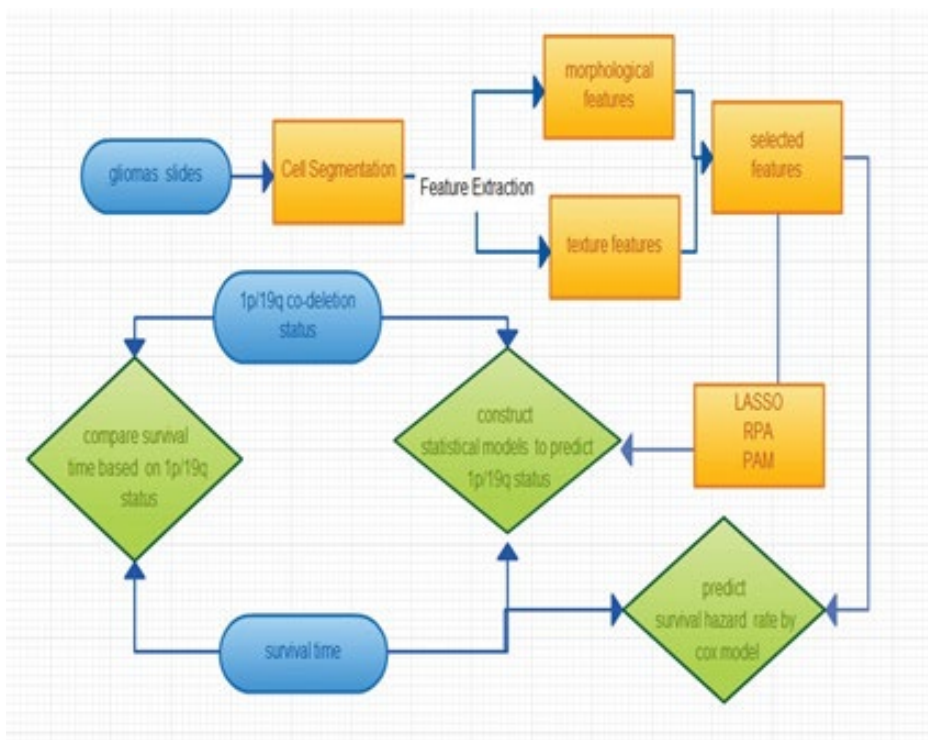 morphological
features
selected
features
gliomas slides
Cell Segmentation
Feature Extraction
texture features
1p/19q co-deletion
status
compare survival
time based on 1p/19q
status
construct
statistical models to predict
1p/19q status
LASSO
RPA
PAM
predict
survival hazard rate by
cox model
survival time